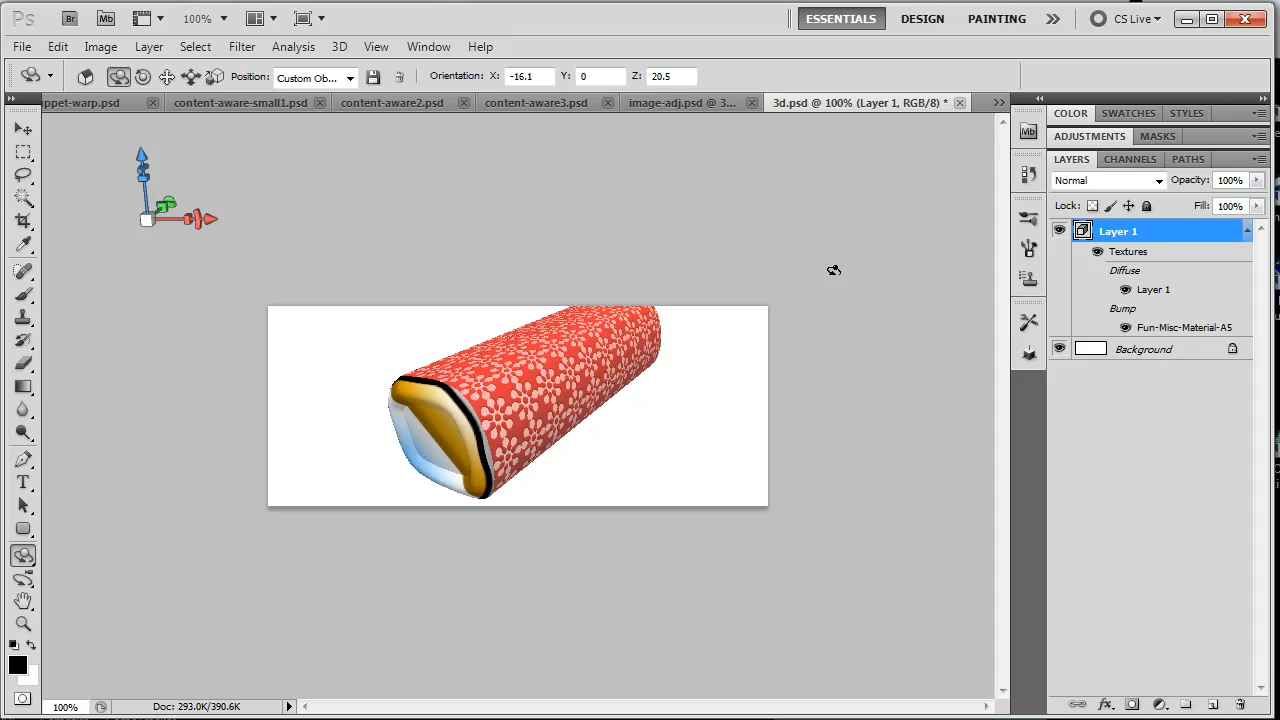 Ps Br Mb 100% ESSENTIALS DESIGN PAINTING CS Live
File Edit Image Layer Select Filter Analysis 3D View Window Help
Position: Custom Ob... Orientation: X: -16.1 Y: 0 Z: 20.5
uppet-warp.psd content-aware-small1.psd content-aware2.psd content-aware3.psd image-adj.psd @ 3... 3d.psd @ 100% (Layer 1, RGB/8) *
COLOR SWATCHES STYLES
Mb
ADJUSTMENTS MASKS
LAYERS CHANNELS PATHS
Normal Opacity: 100%
Lock: Fill: 100%
Layer 1
Textures
Diffuse
Layer 1
Bump
Fun-Misc-Material-A5
Background
T
100% Doc: 293.0K/390.6K
fx